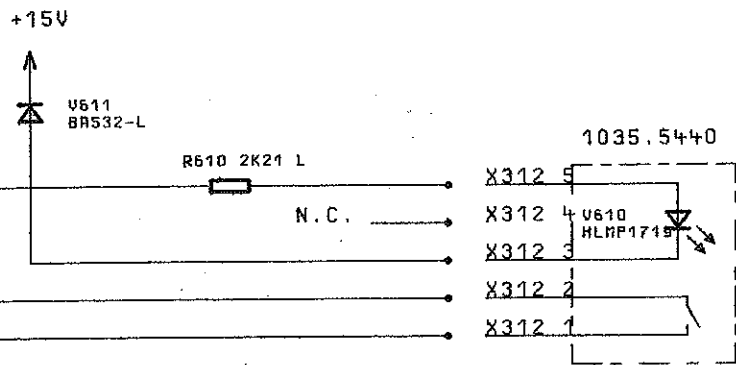 +15V
V611
BA532-L
1035.5440
R610 2K21 L
X312 5
N.C.
X312 4
V610
HLMP1719
X312 3
X312 2
X312 1